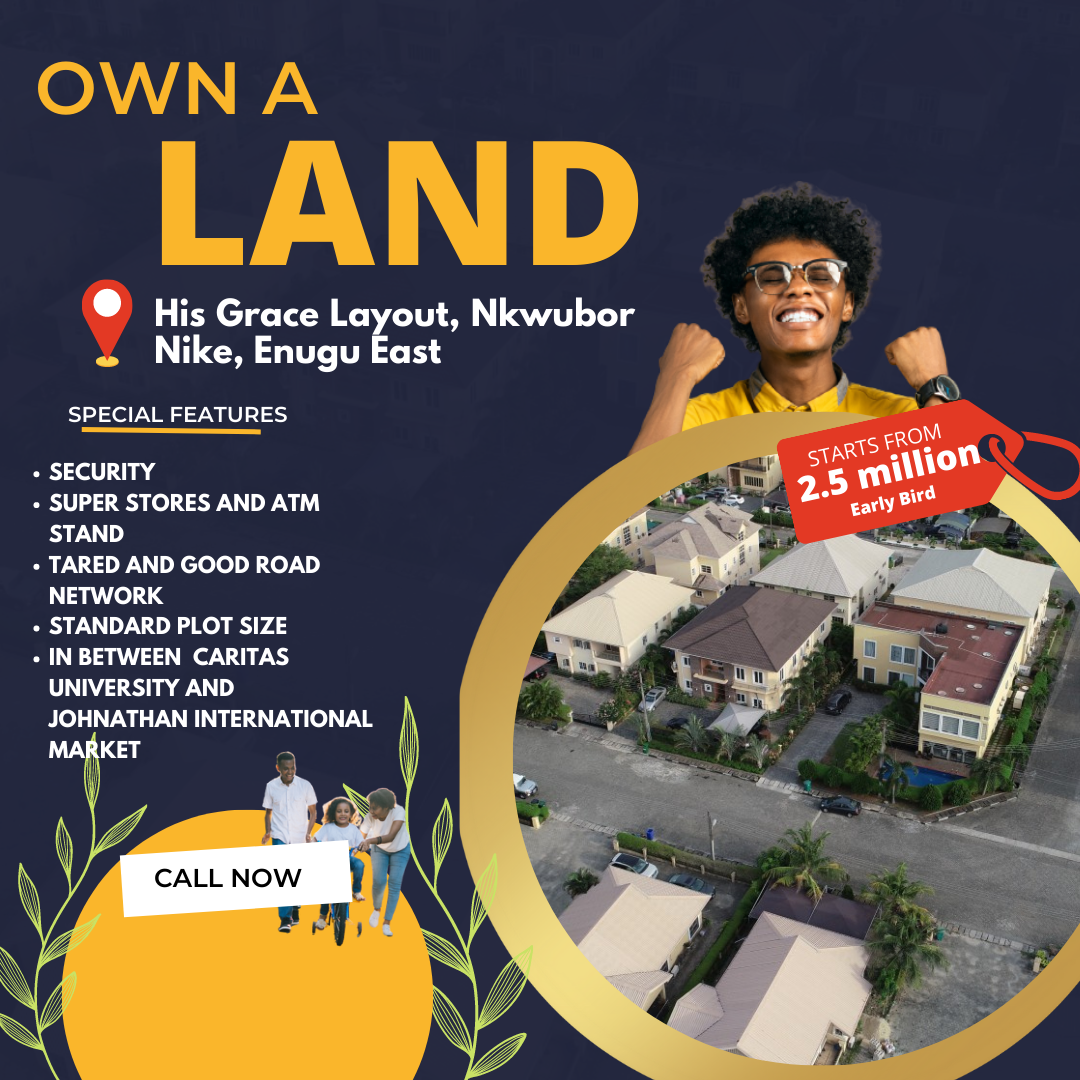 OWN A
LAND
His Grace Layout, Nkwubor
Nike, Enugu East
SPECIAL FEATURES
• SECURITY
• SUPER STORES AND ATM
STAND
• TARED AND GOOD ROAD
NETWORK
• STANDARD PLOT SIZE
• IN BETWEEN CARITAS
UNIVERSITY AND
JOHNATHAN INTERNATIONAL
MARKET
STARTS FROM
2.5 million
Early Bird
CALL NOW